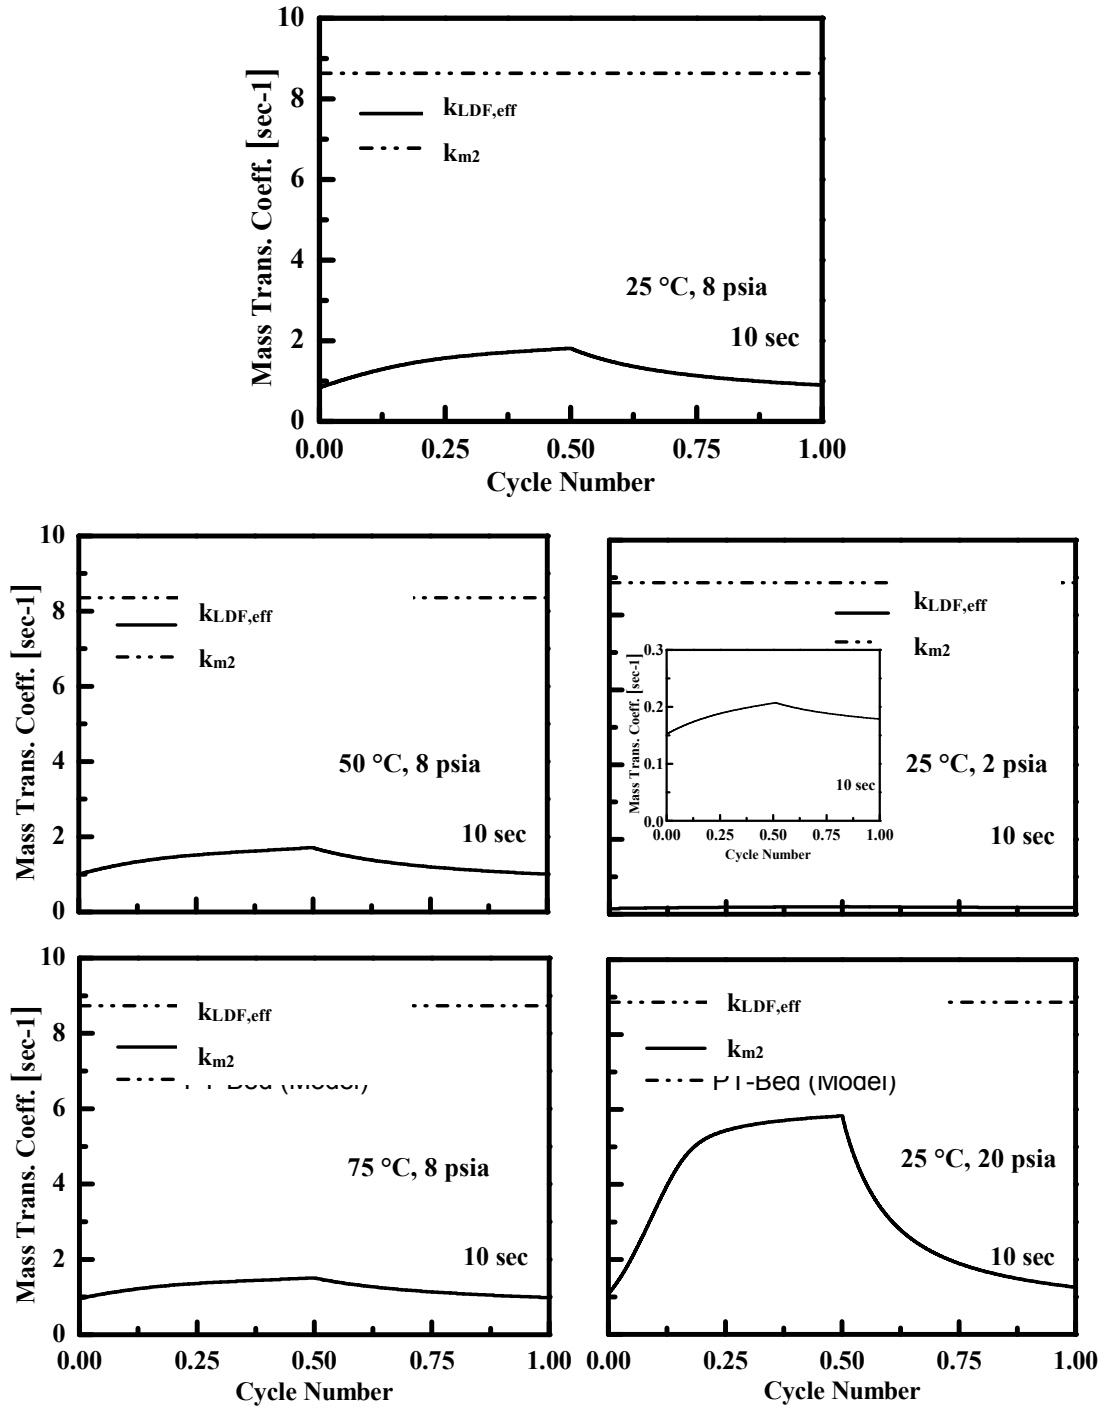 10
8
6
4
2
0
Mass Trans. Coeff. [sec-1]
kLDF,eff
km2
25 °C, 8 psia
10 sec
0.00 0.25 0.50 0.75 1.00
Cycle Number
10
8
6
4
2
0
Mass Trans. Coeff. [sec-1]
kLDF,eff
km2
50 °C, 8 psia
10 sec
kLDF,eff
km2
0.3
0.2
0.1
0.0
Mass Trans. Coeff. [sec-1]
10 sec
0.00 0.25 0.50 0.75 1.00
Cycle Number
25 °C, 2 psia
10 sec
10
8
6
4
2
0
Mass Trans. Coeff. [sec-1]
kLDF,eff
km2
(Model)
75 °C, 8 psia
10 sec
0.00 0.25 0.50 0.75 1.00
Cycle Number
kLDF,eff
km2
PT-Bed (Model)
25 °C, 20 psia
10 sec
0.00 0.25 0.50 0.75 1.00
Cycle Number